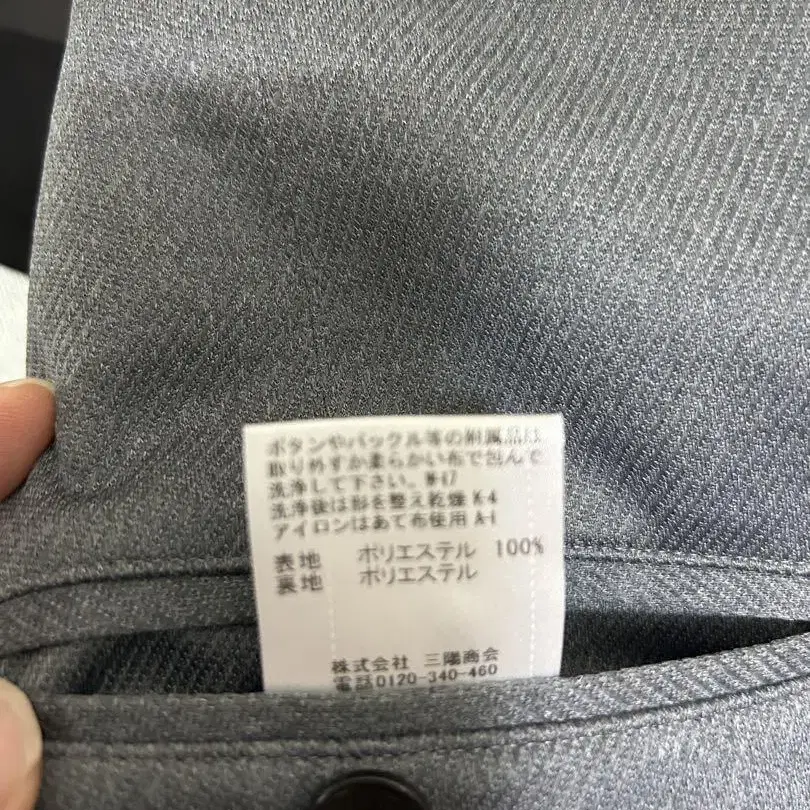 ボタンやバックル等の附属品は
取りめずか柔らかい布で包んで
洗浄して下さい。W-17
洗浄後は形を整え乾燥 K-4
アイロンはあて布使用 A-1
表地 ポリエステル 100%
裏地 ポリエステル
株式会社 三陽商会
電話0120-340-460